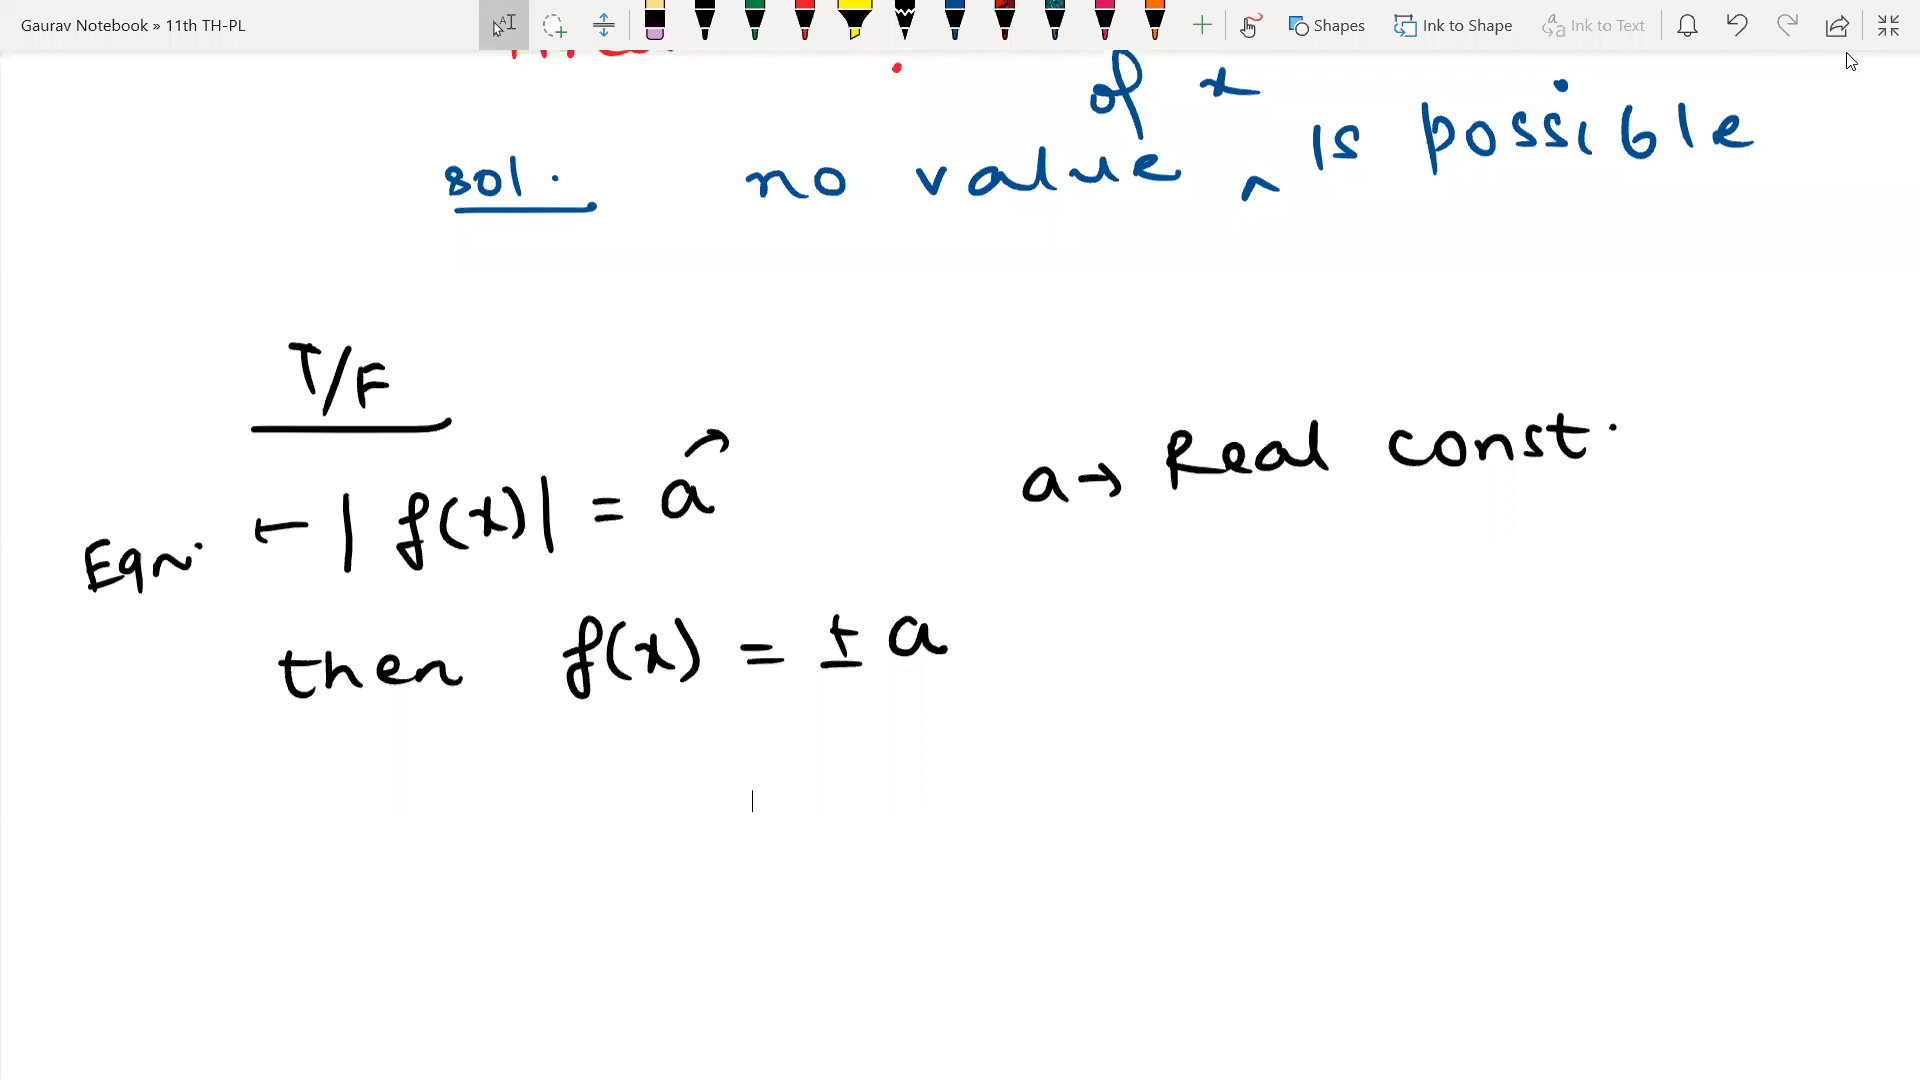 Gaurav Notebook » 11th TH-PL
Shapes
Ink to Shape
Ink to Text
of x
sol. no value ^ is possible
T/F
a → Real const.
Eqn. ← | f(x)| = a
then f(x) = ± a